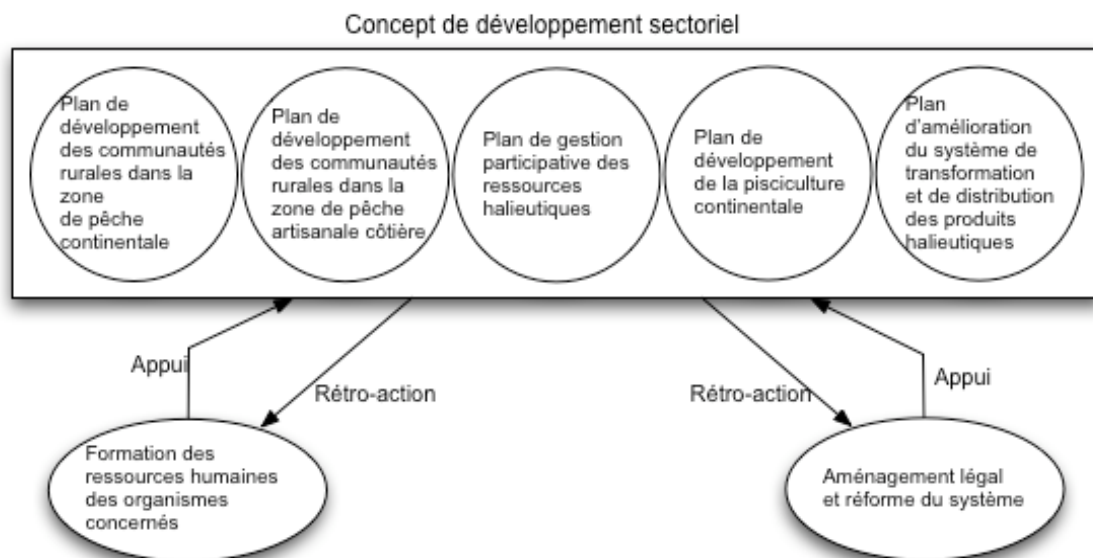 Concept de développement sectoriel
Plan de
développement
des communautés
rurales dans la
zone
de pêche
continentale
Plan de
développement
des communautés
rurales dans la
zone de pêche
artisanale côtière
Plan de gestion
participative des
ressources
halieutiques
Plan de
développement
de la pisciculture
continentale
Plan
d'amélioration
du système de
transformation
et de distribution
des produits
halieutiques
Appui
Rétro-action
Rétro-action
Appui
Formation des
ressources humaines
des organismes
concernés
Aménagement légal
et réforme du système